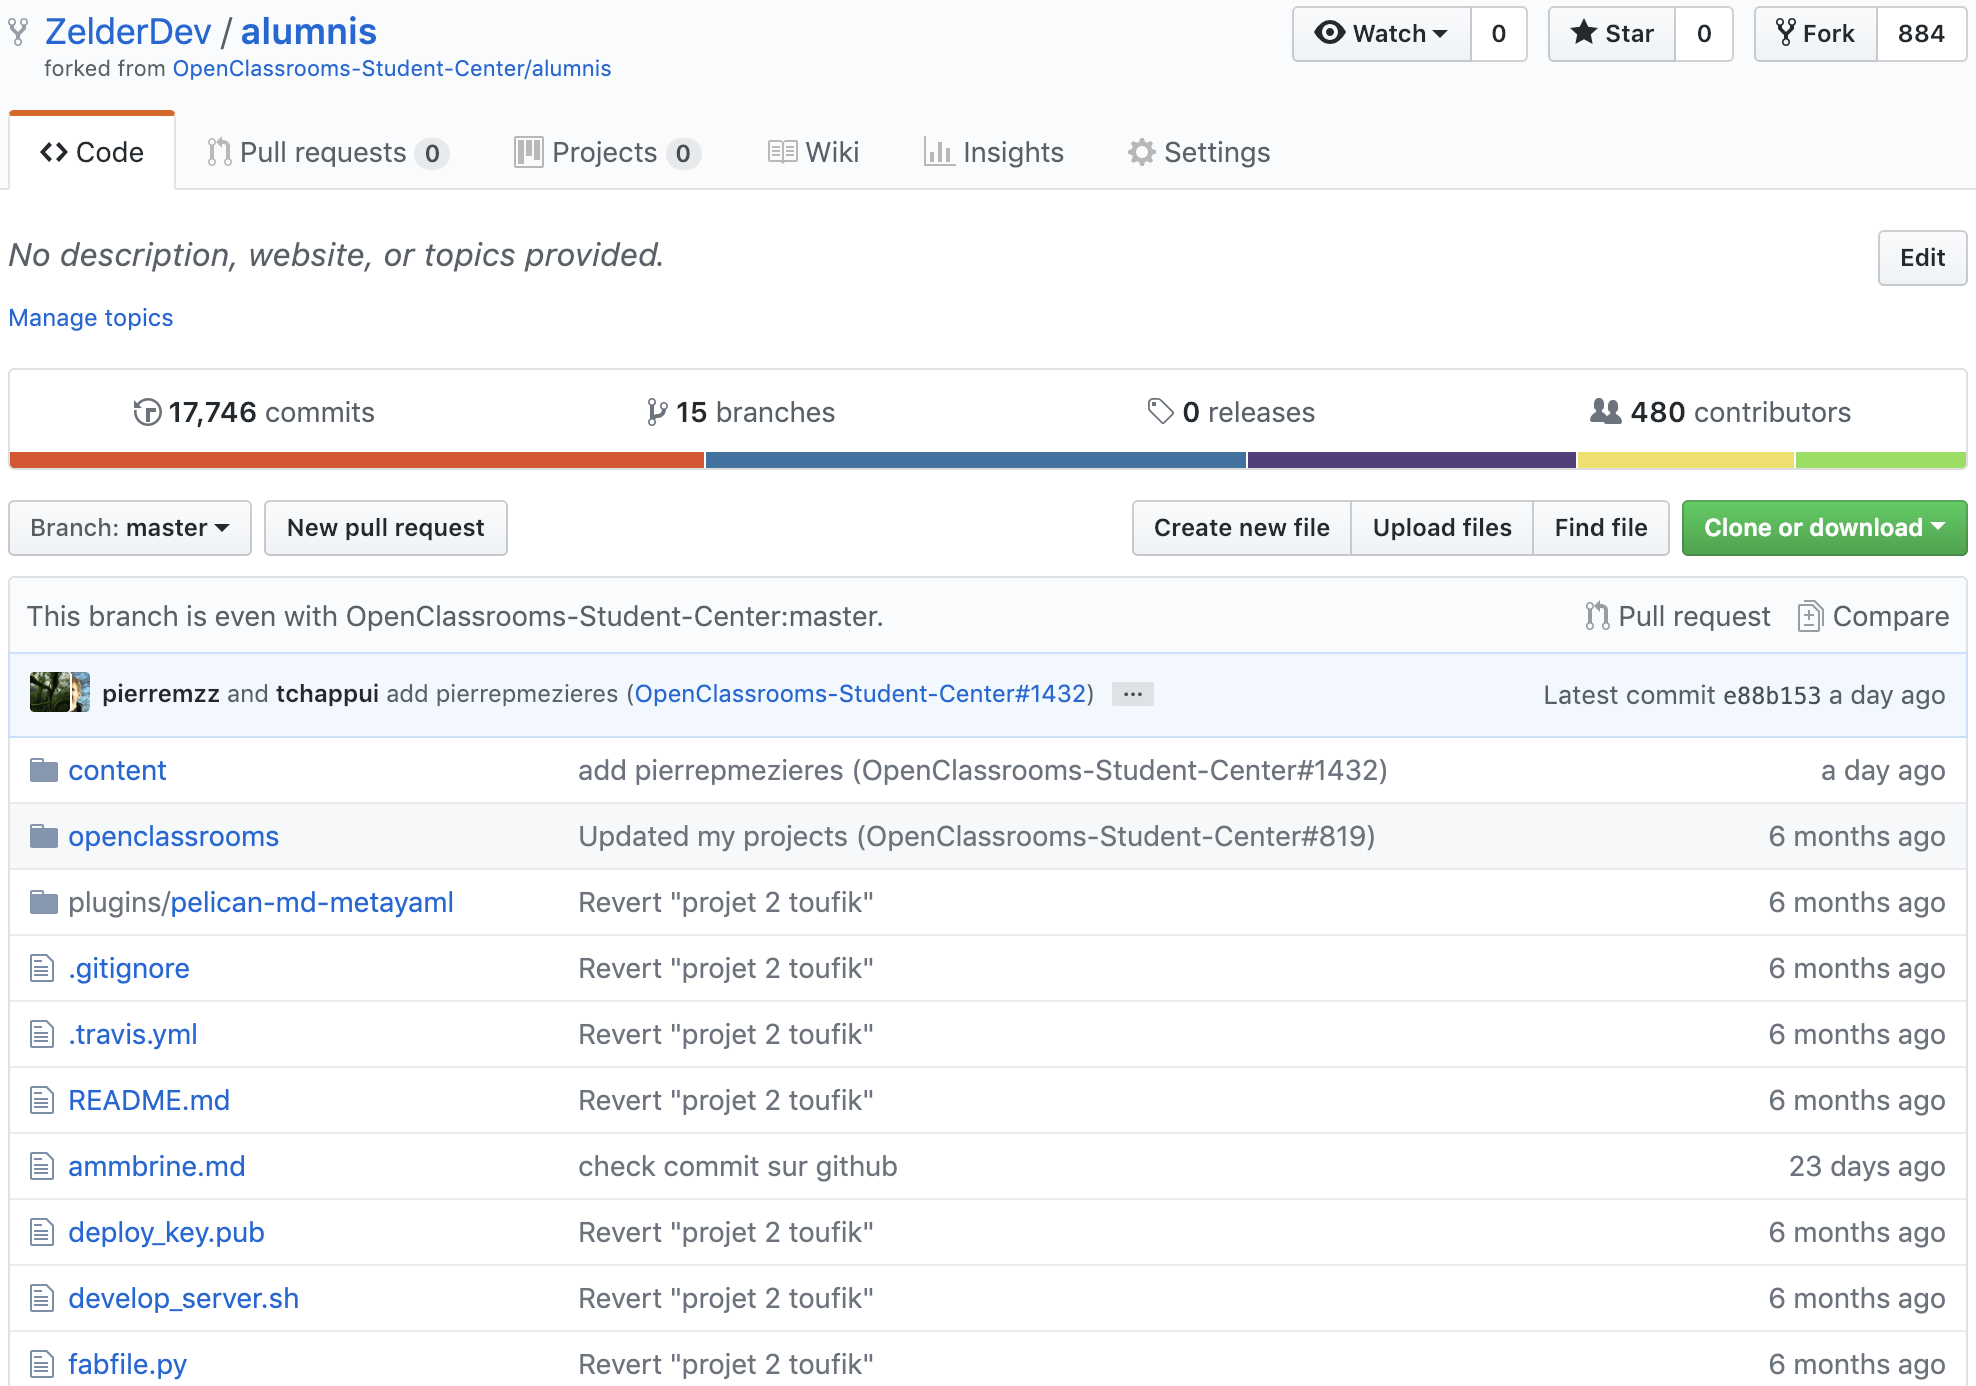 ZelderDev / alumnis
Watch 0 Star 0 Fork 884
forked from OpenClassrooms-Student-Center/alumnis
Code Pull requests 0 Projects 0 Wiki Insights Settings
No description, website, or topics provided.
Edit
Manage topics
17,746 commits 15 branches 0 releases 480 contributors
Branch: master New pull request Create new file Upload files Find file Clone or download
This branch is even with OpenClassrooms-Student-Center:master. Pull request Compare
pierremzz and tchappui add pierrepmezieres (OpenClassrooms-Student-Center#1432) ... Latest commit e88b153 a day ago
content add pierrepmezieres (OpenClassrooms-Student-Center#1432) a day ago
openclassrooms Updated my projects (OpenClassrooms-Student-Center#819) 6 months ago
plugins/pelican-md-metayaml Revert "projet 2 toufik" 6 months ago
.gitignore Revert "projet 2 toufik" 6 months ago
.travis.yml Revert "projet 2 toufik" 6 months ago
README.md Revert "projet 2 toufik" 6 months ago
ammbrine.md check commit sur github 23 days ago
deploy_key.pub Revert "projet 2 toufik" 6 months ago
develop_server.sh Revert "projet 2 toufik" 6 months ago
fabfile.py Revert "projet 2 toufik" 6 months ago